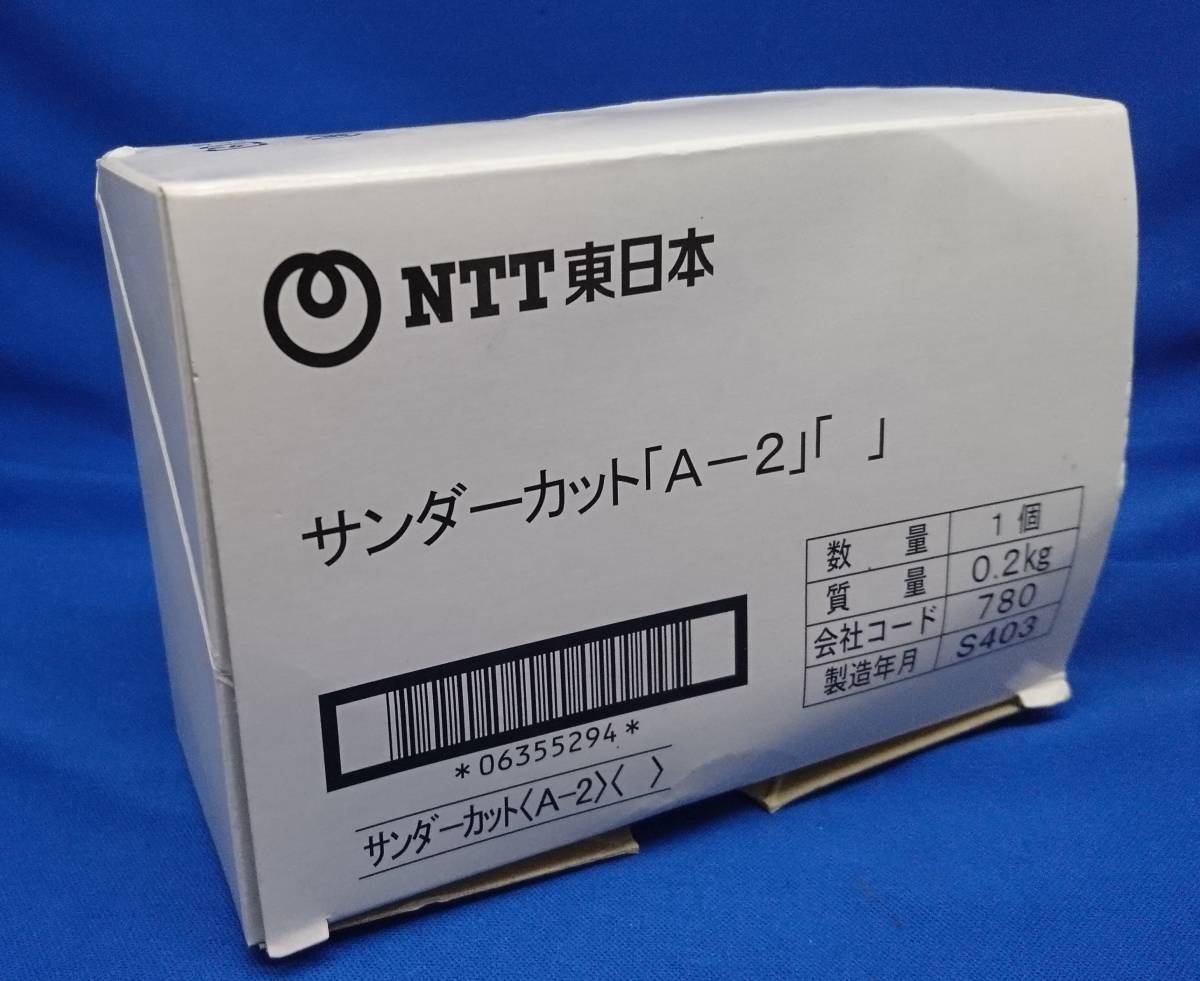 NTT東日本
サンダーカット「A－2」「　」
数量 1個
質量 0.2kg
会社コード 780
製造年月 S403
*06355294*
サンダーカット〈A-2〉〈　〉